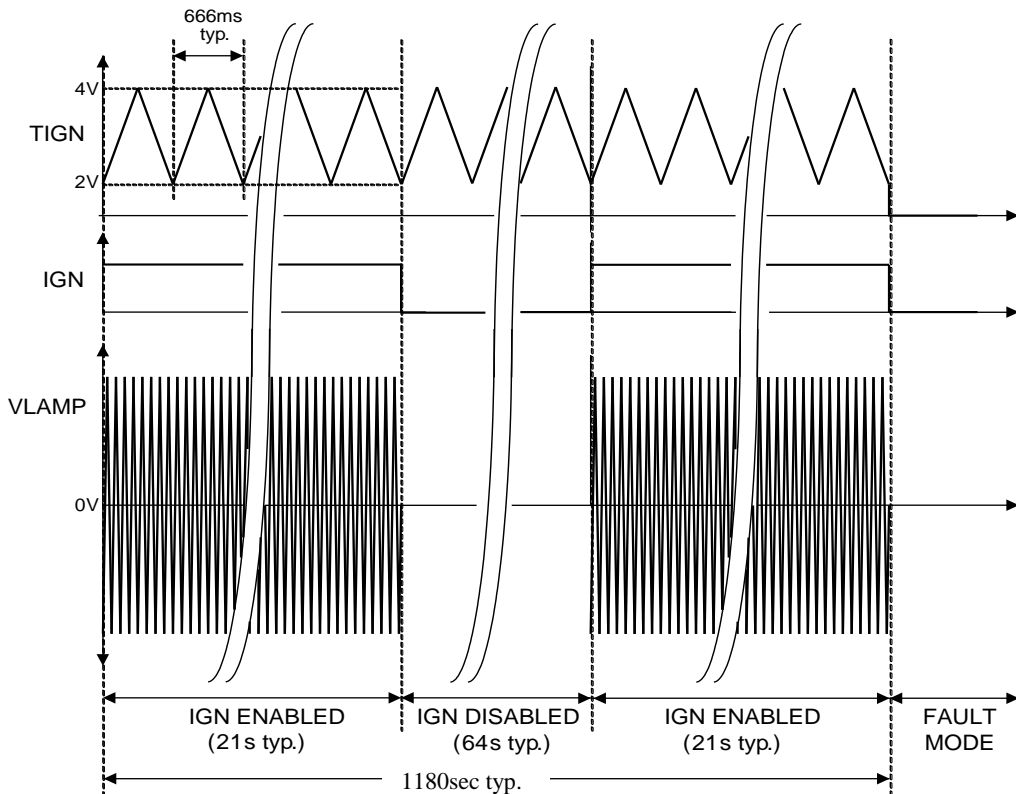 666ms
typ.
4V
TIGN
2V
IGN
VLAMP
0V
IGN ENABLED
(21s typ.)
IGN DISABLED
(64s typ.)
IGN ENABLED
(21s typ.)
FAULT
MODE
1180sec typ.